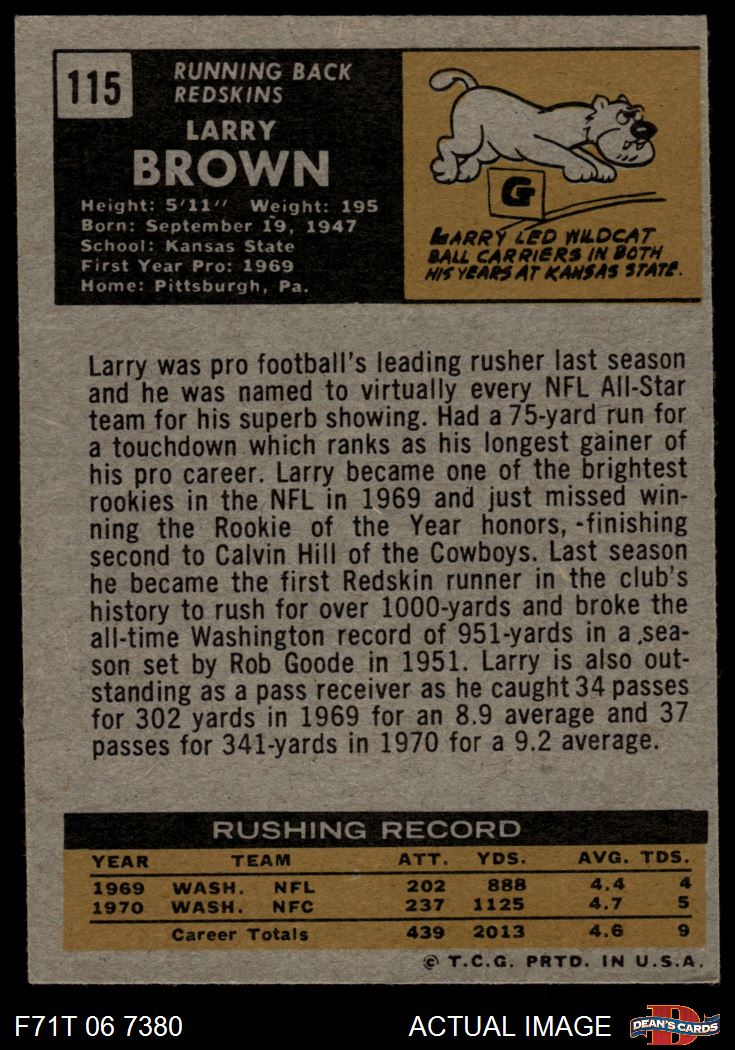 115
RUNNING BACK
REDSKINS
LARRY
BROWN
Height: 5'11" Weight: 195
Born: September 19, 1947
School: Kansas State
First Year Pro: 1969
Home: Pittsburgh, Pa.
G
LARRY LED WILDCAT
BALL CARRIERS IN BOTH
HIS YEARS AT KANSAS STATE.
Larry was pro football's leading rusher last season
and he was named to virtually every NFL All-Star
team for his superb showing. Had a 75-yard run for
a touchdown which ranks as his longest gainer of
his pro career. Larry became one of the brightest
rookies in the NFL in 1969 and just missed win-
ning the Rookie of the Year honors, -finishing
second to Calvin Hill of the Cowboys. Last season
he became the first Redskin runner in the club's
history to rush for over 1000-yards and broke the
all-time Washington record of 951-yards in a sea-
son set by Rob Goode in 1951. Larry is also out-
standing as a pass receiver as he caught 34 passes
for 302 yards in 1969 for an 8.9 average and 37
passes for 341-yards in 1970 for a 9.2 average.
RUSHING RECORD
YEAR TEAM ATT. YDS. AVG. TDS.
1969 WASH. NFL 202 888 4.4 4
1970 WASH. NFC 237 1125 4.7 5
Career Totals 439 2013 4.6 9
© T.C.G. PRTD. IN U.S.A.
F71T 06 7380 ACTUAL IMAGE D DEAN'S CARDS